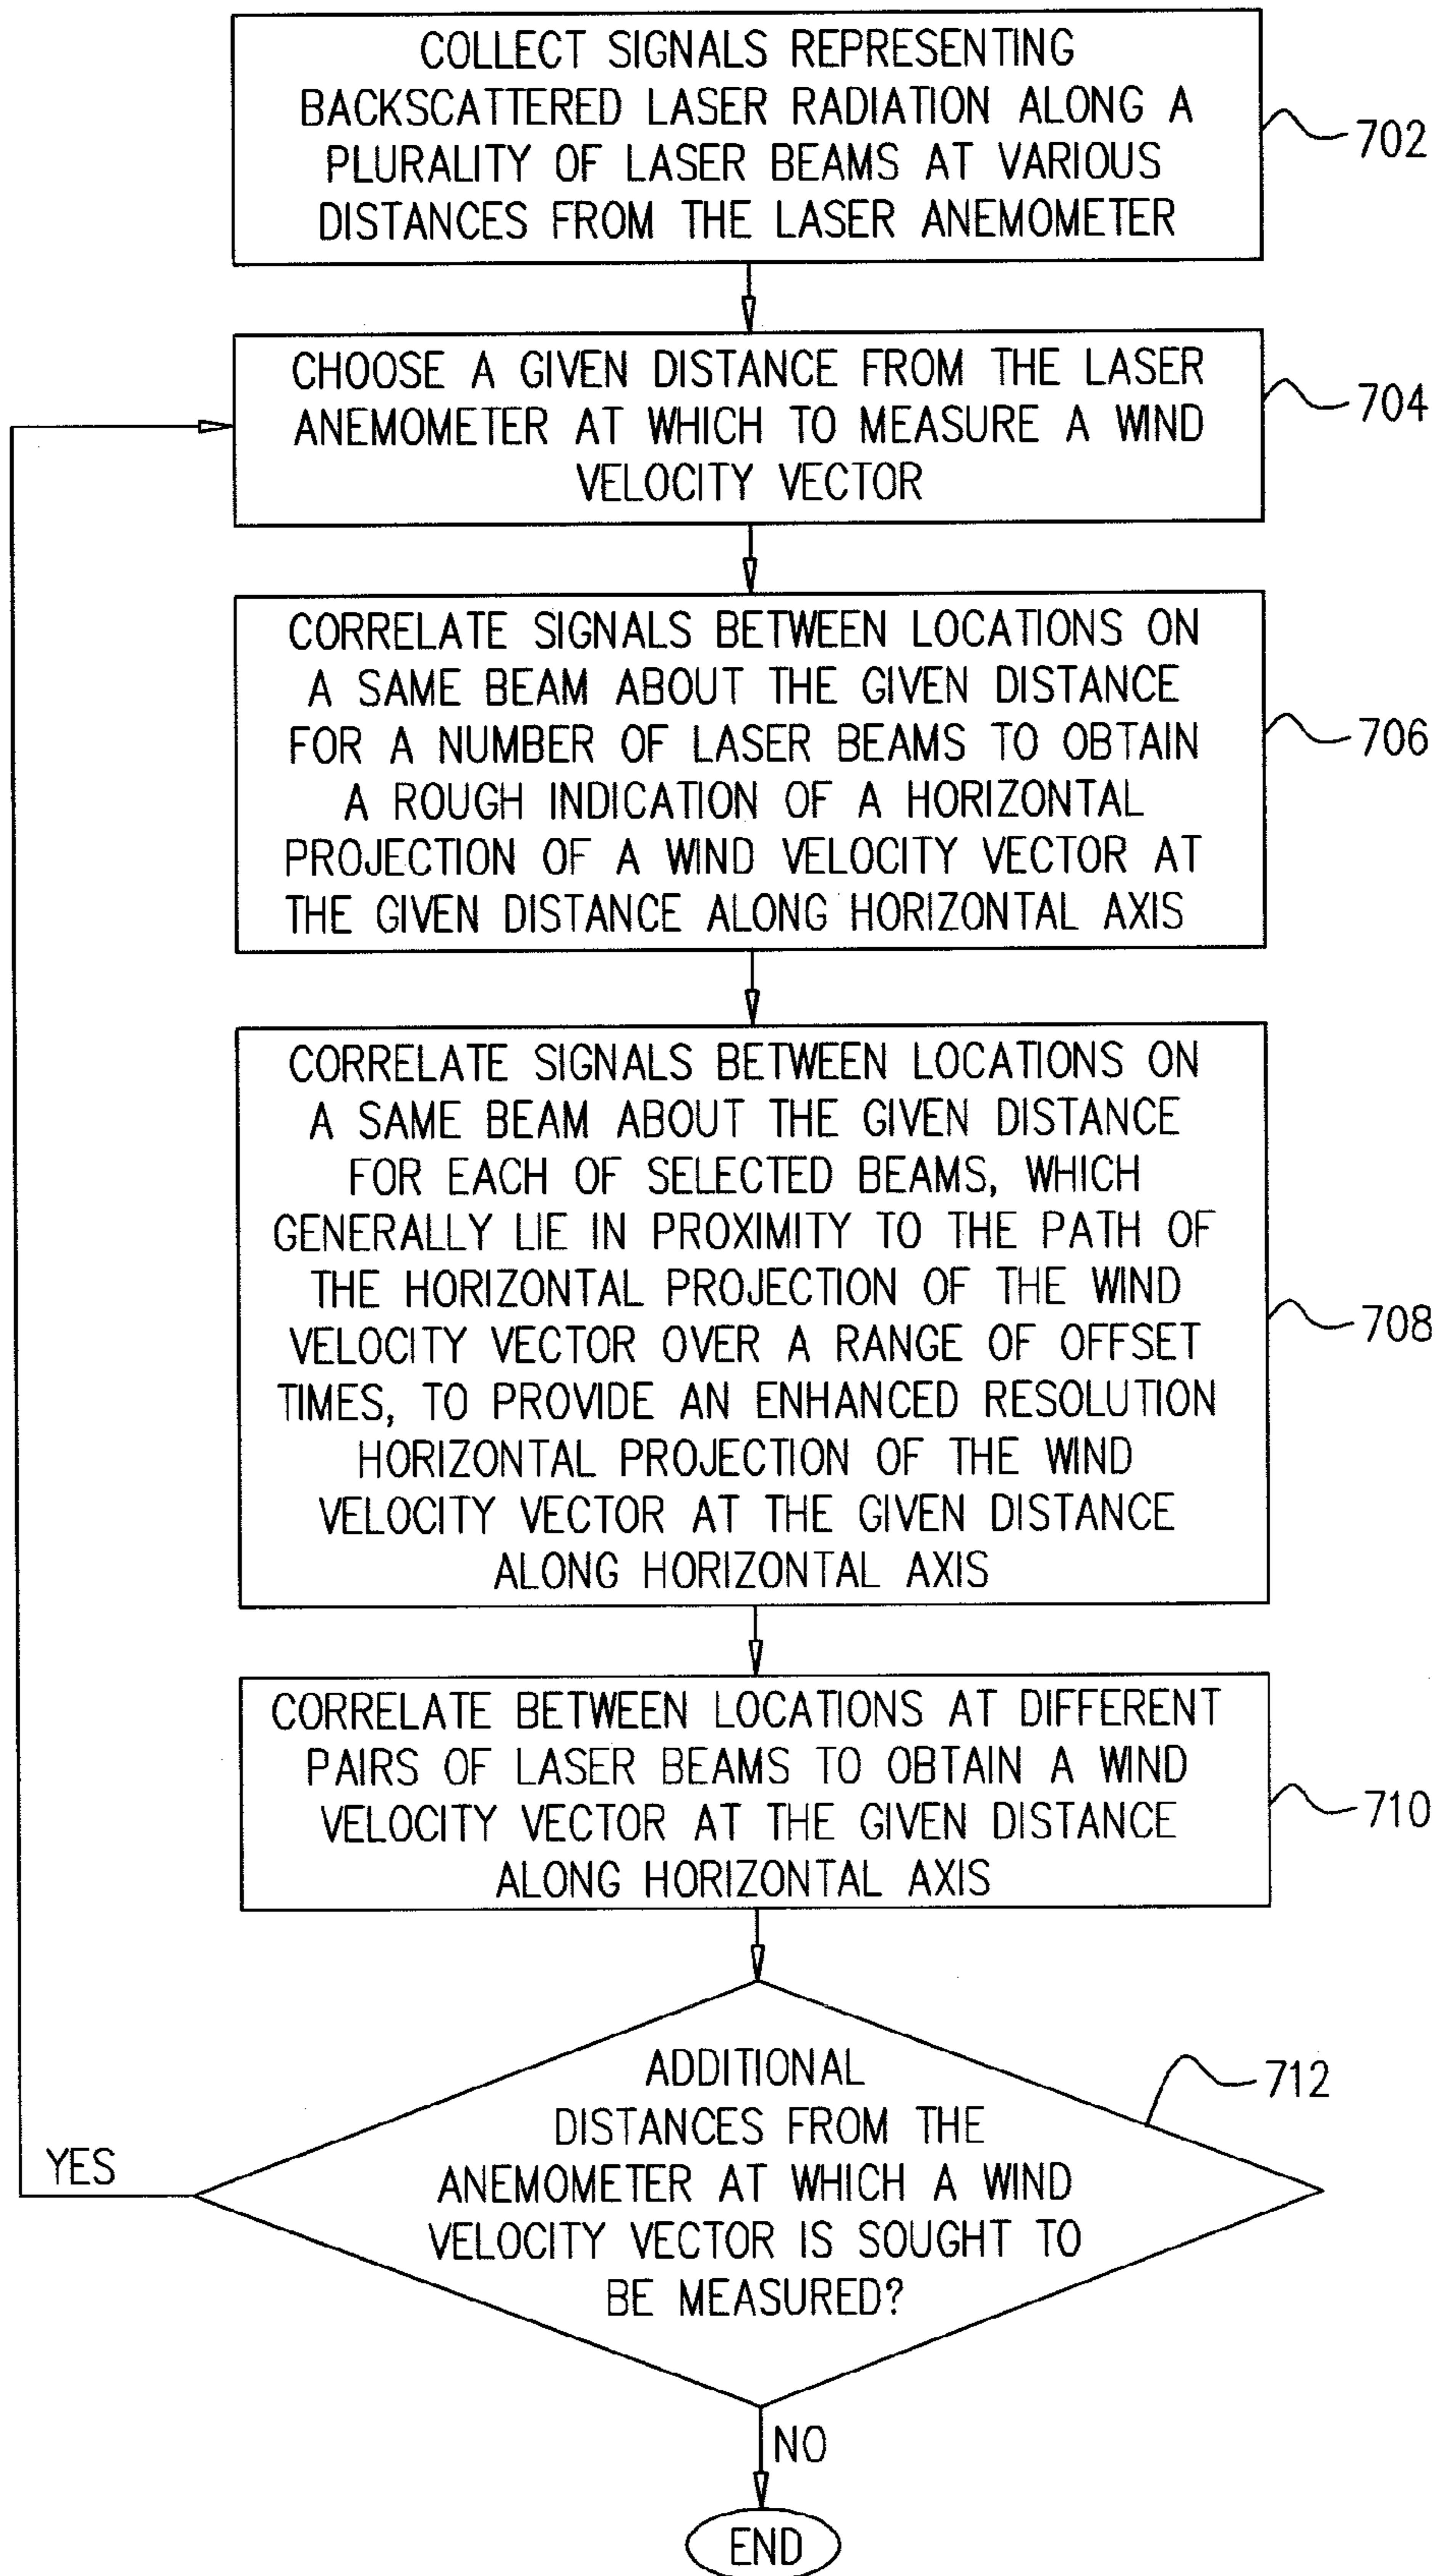 COLLECT SIGNALS REPRESENTING
BACKSCATTERED LASER RADIATION ALONG A
PLURALITY OF LASER BEAMS AT VARIOUS
DISTANCES FROM THE LASER ANEMOMETER
702
CHOOSE A GIVEN DISTANCE FROM THE LASER
ANEMOMETER AT WHICH TO MEASURE A WIND
VELOCITY VECTOR
704
CORRELATE SIGNALS BETWEEN LOCATIONS ON
A SAME BEAM ABOUT THE GIVEN DISTANCE
FOR A NUMBER OF LASER BEAMS TO OBTAIN
A ROUGH INDICATION OF A HORIZONTAL
PROJECTION OF A WIND VELOCITY VECTOR AT
THE GIVEN DISTANCE ALONG HORIZONTAL AXIS
706
CORRELATE SIGNALS BETWEEN LOCATIONS ON
A SAME BEAM ABOUT THE GIVEN DISTANCE
FOR EACH OF SELECTED BEAMS, WHICH
GENERALLY LIE IN PROXIMITY TO THE PATH OF
THE HORIZONTAL PROJECTION OF THE WIND
VELOCITY VECTOR OVER A RANGE OF OFFSET
TIMES, TO PROVIDE AN ENHANCED RESOLUTION
HORIZONTAL PROJECTION OF THE WIND
VELOCITY VECTOR AT THE GIVEN DISTANCE
ALONG HORIZONTAL AXIS
708
CORRELATE BETWEEN LOCATIONS AT DIFFERENT
PAIRS OF LASER BEAMS TO OBTAIN A WIND
VELOCITY VECTOR AT THE GIVEN DISTANCE
ALONG HORIZONTAL AXIS
710
ADDITIONAL
DISTANCES FROM THE
ANEMOMETER AT WHICH A WIND
VELOCITY VECTOR IS SOUGHT TO
BE MEASURED?
712
YES
NO
END